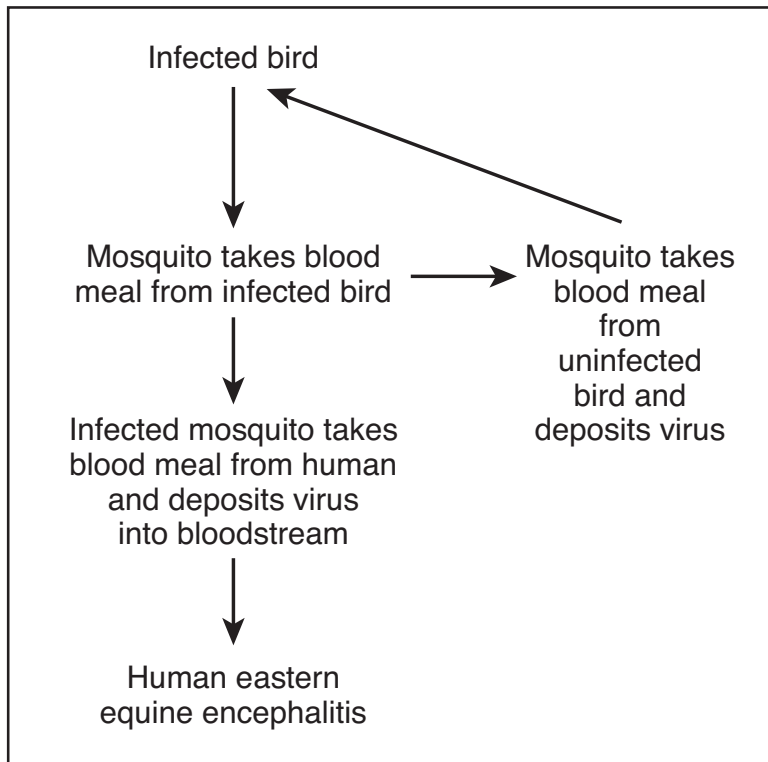 Infected bird
Mosquito takes blood
meal from infected bird
Mosquito takes
blood meal
from
uninfected
bird and
deposits virus
Infected mosquito takes
blood meal from human
and deposits virus
into bloodstream
Human eastern
equine encephalitis